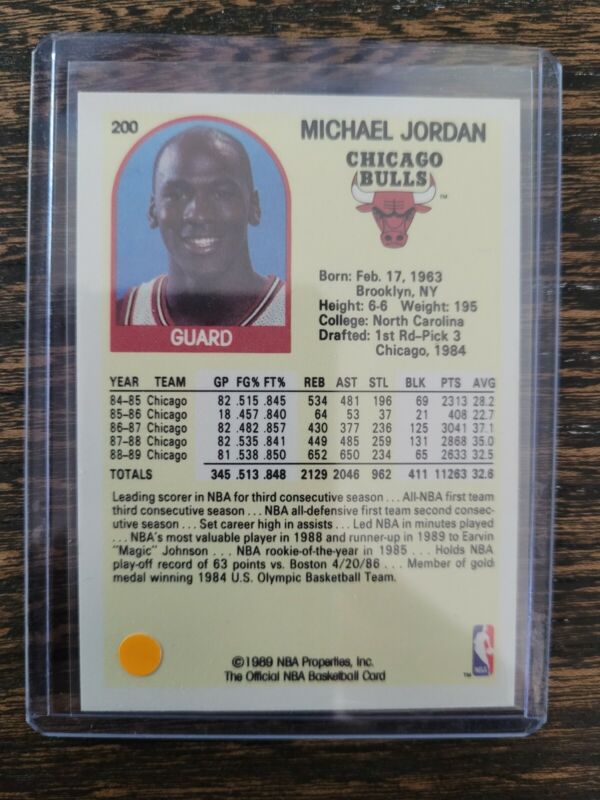 200
MICHAEL JORDAN
CHICAGO
BULLS
TM
Born: Feb. 17, 1963
Brooklyn, NY
Height: 6-6 Weight: 195
College: North Carolina
Drafted: 1st Rd–Pick 3
Chicago, 1984
GUARD
YEAR TEAM GP FG% FT% REB AST STL BLK PTS AVG
84–85 Chicago 82 .515 .845 534 481 196 69 2313 28.2
85–86 Chicago 18 .457 .840 64 53 37 21 408 22.7
86–87 Chicago 82 .482 .857 430 377 236 125 3041 37.1
87–88 Chicago 82 .535 .841 449 485 259 131 2868 35.0
88–89 Chicago 81 .538 .850 652 650 234 65 2633 32.5
TOTALS 345 .513 .848 2129 2046 962 411 11263 32.6
Leading scorer in NBA for third consecutive season . . . All-NBA first team
third consecutive season . . . NBA all-defensive first team second consec-
utive season . . . Set career high in assists . . . Led NBA in minutes played
. . . NBA's most valuable player in 1988 and runner-up in 1989 to Earvin
"Magic" Johnson . . . NBA rookie-of-the-year in 1985 . . . Holds NBA
play-off record of 63 points vs. Boston 4/20/86 . . . Member of gold
medal winning 1984 U.S. Olympic Basketball Team.
©1989 NBA Properties, Inc.
The Official NBA Basketball Card
TM
NBA